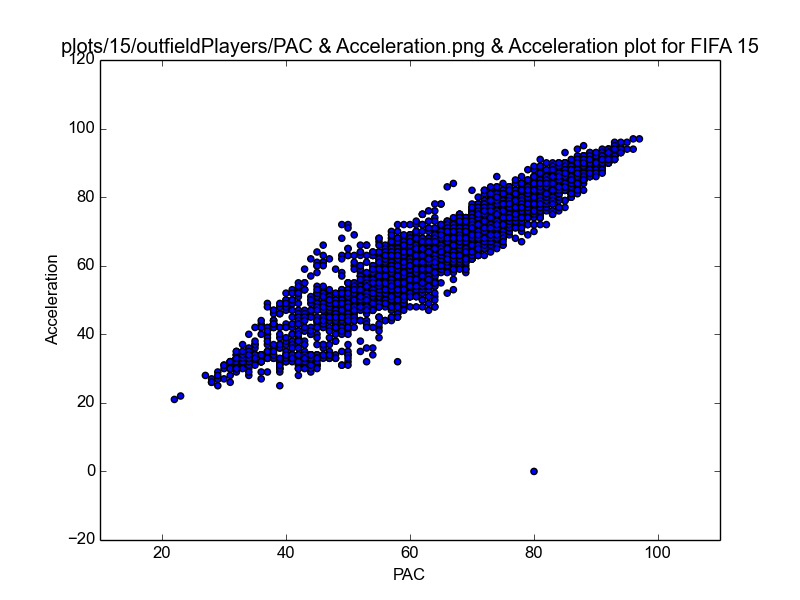 plots/15/outfieldPlayers/PAC & Acceleration.png & Acceleration plot for FIFA 15
120
100
80
60
40
20
0
−20
Acceleration
20 40 60 80 100
PAC